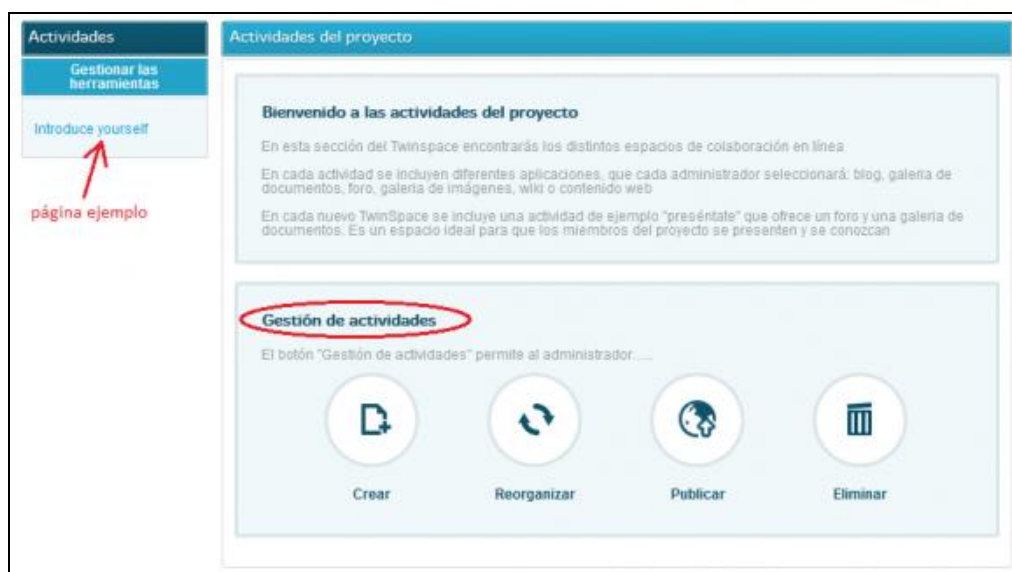 Actividades
Gestionar las
herramientas
Introduce yourself
página ejemplo
Actividades del proyecto
Bienvenido a las actividades del proyecto
En esta sección del Twinspace encontrarás los distintos espacios de colaboración en línea
En cada actividad se incluyen diferentes aplicaciones, que cada administrador seleccionará: blog, galería de
documentos, foro, galería de imágenes, wiki o contenido web
En cada nuevo TwinSpace se incluye una actividad de ejemplo "preséntate" que ofrece un foro y una galería de
documentos. Es un espacio ideal para que los miembros del proyecto se presenten y se conozcan
Gestión de actividades
El botón "Gestión de actividades" permite al administrador.....
Crear
Reorganizar
Publicar
Eliminar